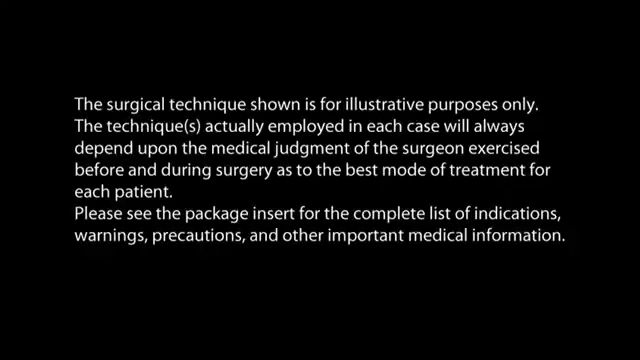 The surgical technique shown is for illustrative purposes only.
The technique(s) actually employed in each case will always
depend upon the medical judgment of the surgeon exercised
before and during surgery as to the best mode of treatment for
each patient.
Please see the package insert for the complete list of indications,
warnings, precautions, and other important medical information.